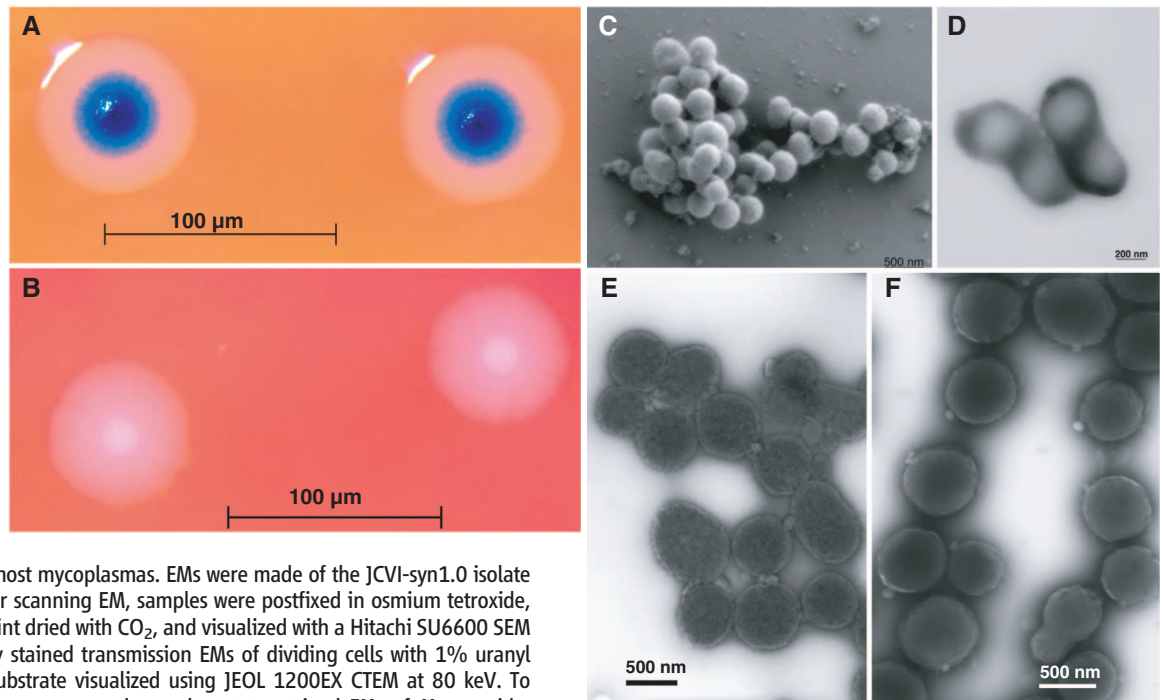 A
100 µm
B
100 µm
C
500 nm
D
200 nm
E
500 nm
F
500 nm
most mycoplasmas. EMs were made of the JCVI-syn1.0 isolate
scanning EM, samples were postfixed in osmium tetroxide,
dried with CO₂, and visualized with a Hitachi SU6600 SEM
stained transmission EMs of dividing cells with 1% uranyl
visualized using JEOL 1200EX CTEM at 80 keV. To